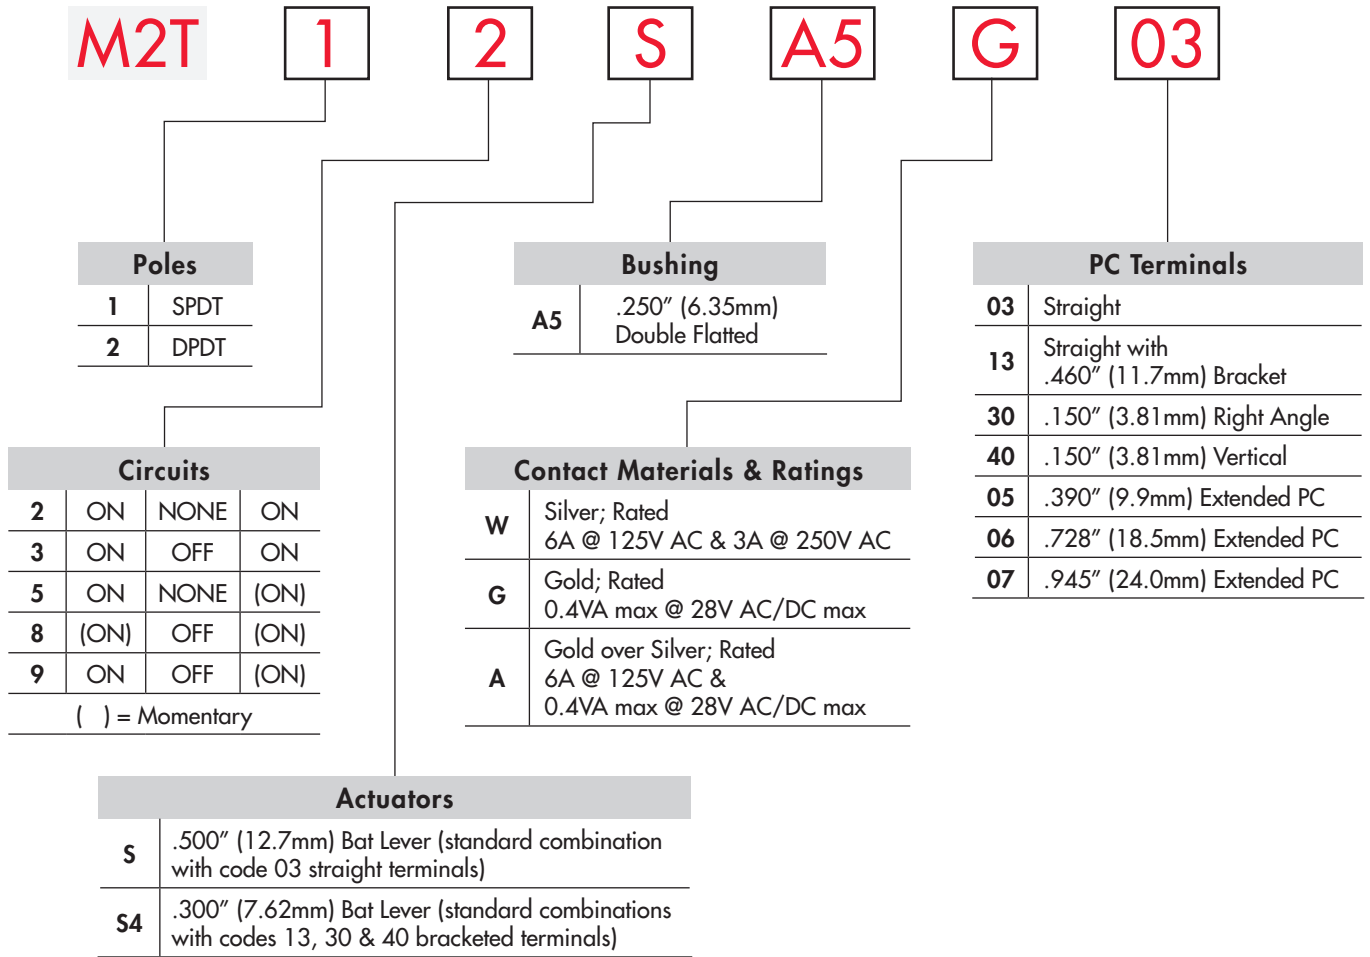 M2T 1 2 S A5 G 03
Poles
1 SPDT
2 DPDT
Bushing
A5 .250" (6.35mm)
Double Flatted
PC Terminals
03 Straight
13 Straight with
.460" (11.7mm) Bracket
30 .150" (3.81mm) Right Angle
40 .150" (3.81mm) Vertical
05 .390" (9.9mm) Extended PC
06 .728" (18.5mm) Extended PC
07 .945" (24.0mm) Extended PC
Circuits
2 ON NONE ON
3 ON OFF ON
5 ON NONE (ON)
8 (ON) OFF (ON)
9 ON OFF (ON)
( ) = Momentary
Contact Materials & Ratings
W Silver; Rated
6A @ 125V AC & 3A @ 250V AC
G Gold; Rated
0.4VA max @ 28V AC/DC max
A Gold over Silver; Rated
6A @ 125V AC &
0.4VA max @ 28V AC/DC max
Actuators
S .500" (12.7mm) Bat Lever (standard combination
with code 03 straight terminals)
S4 .300" (7.62mm) Bat Lever (standard combinations
with codes 13, 30 & 40 bracketed terminals)